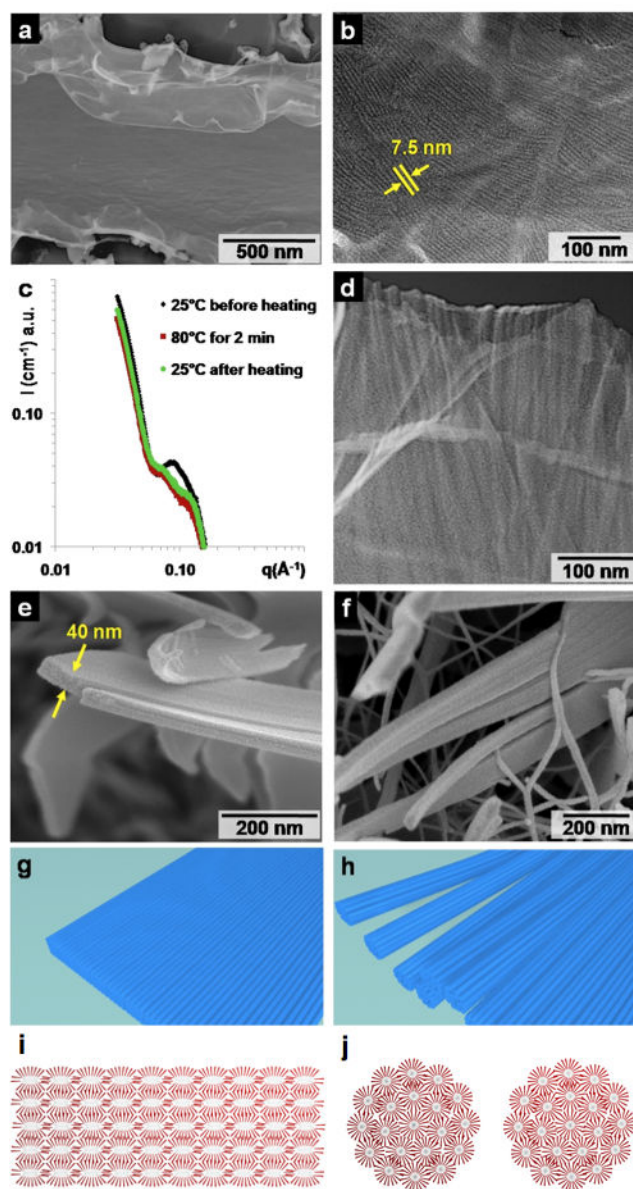 a
500 nm
b
7.5 nm
100 nm
c
25°C before heating
80°C for 2 min
25°C after heating
I (cm⁻¹) a.u.
0.10
0.01
0.01
0.10
q(Å⁻¹)
d
100 nm
e
40 nm
200 nm
f
200 nm
g
h
i
j